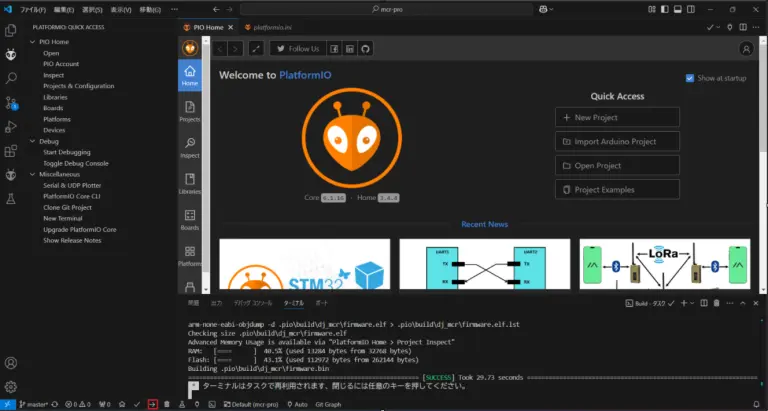 ファイル(F) 編集(E) 選択(S) 表示(V) 移動(G) …
mcr-pro
PLATFORMIO: QUICK ACCESS
PIO Home
Open
PIO Account
Inspect
Projects & Configuration
Libraries
Boards
Platforms
Devices
Debug
Start Debugging
Toggle Debug Console
Miscellaneous
Serial & UDP Plotter
PlatformIO Core CLI
Clone Git Project
New Terminal
Upgrade PlatformIO Core
Show Release Notes
PIO Home
platformio.ini
Follow Us
Home
Projects
Inspect
Libraries
Boards
Platforms
Welcome to PlatformIO
Show at startup
Core 6.1.16 · Home 3.4.4
Quick Access
New Project
Import Arduino Project
Open Project
Project Examples
Recent News
STM32
UART1
UART2
TX
TX
RX
RX
LoRa
問題 出力 デバッグ コンソール ターミナル ポート
Build - タスク
arm-none-eabi-objdump -d .pio\build\dj_mcr\firmware.elf > .pio\build\dj_mcr\firmware.elf.lst
Checking size .pio\build\dj_mcr\firmware.elf
Advanced Memory Usage is available via "PlatformIO Home > Project Inspect"
RAM: [==== ] 40.5% (used 13284 bytes from 32768 bytes)
Flash: [==== ] 43.1% (used 112972 bytes from 262144 bytes)
Building .pio\build\dj_mcr\firmware.bin
[SUCCESS] Took 29.73 seconds
* ターミナルはタスクで再利用されます、閉じるには任意のキーを押してください。
master* 0 0 0 Default (mcr-pro) Auto Git Graph